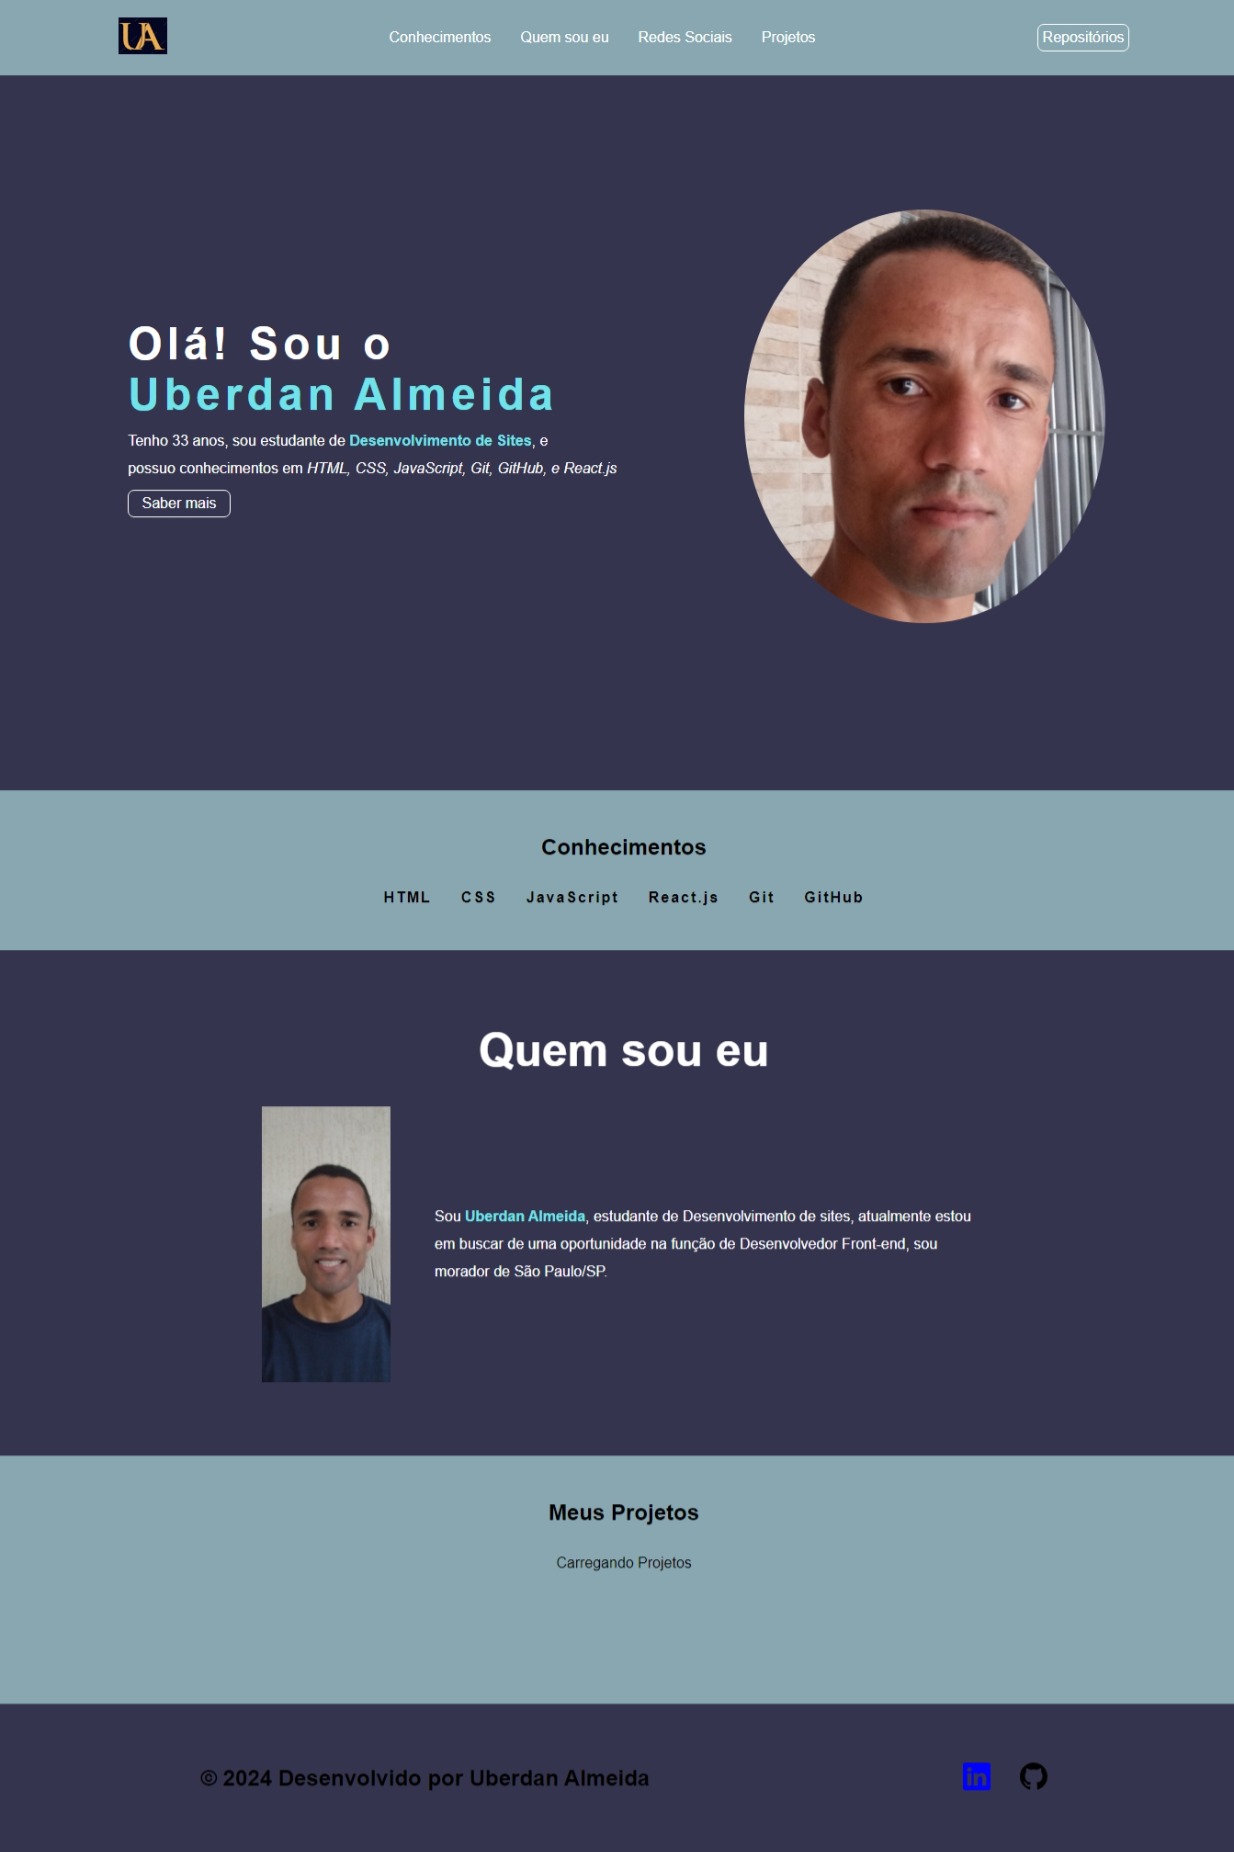 UA
Conhecimentos Quem sou eu Redes Sociais Projetos Repositórios
Olá! Sou o
Uberdan Almeida
Tenho 33 anos, sou estudante de Desenvolvimento de Sites, e
possuo conhecimentos em HTML, CSS, JavaScript, Git, GitHub, e React.js
Saber mais
Conhecimentos
HTML CSS JavaScript React.js Git GitHub
Quem sou eu
Sou Uberdan Almeida, estudante de Desenvolvimento de sites, atualmente estou
em buscar de uma oportunidade na função de Desenvolvedor Front-end, sou
morador de São Paulo/SP.
Meus Projetos
Carregando Projetos
© 2024 Desenvolvido por Uberdan Almeida
in